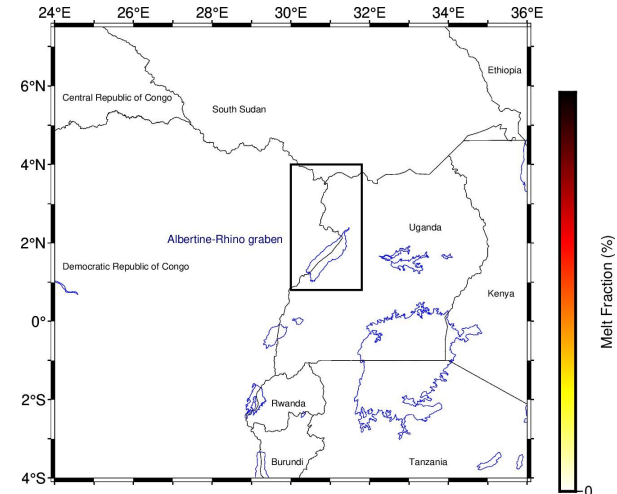 24°E 26°E 28°E 30°E 32°E 34°E 36°E
Ethiopia
6°N
Central Republic of Congo
South Sudan
4°N
Uganda
2°N
Albertine-Rhino graben
Democratic Republic of Congo
Kenya
0°
2°S
Rwanda
Burundi
Tanzania
4°S
Melt Fraction (%)
0